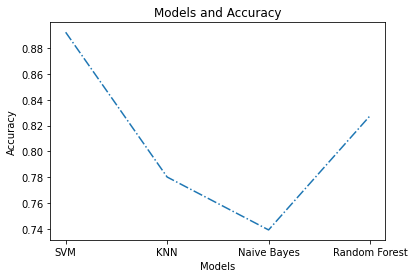 Models and Accuracy
Accuracy
0.88
0.86
0.84
0.82
0.80
0.78
0.76
0.74
SVM KNN Naive Bayes Random Forest
Models